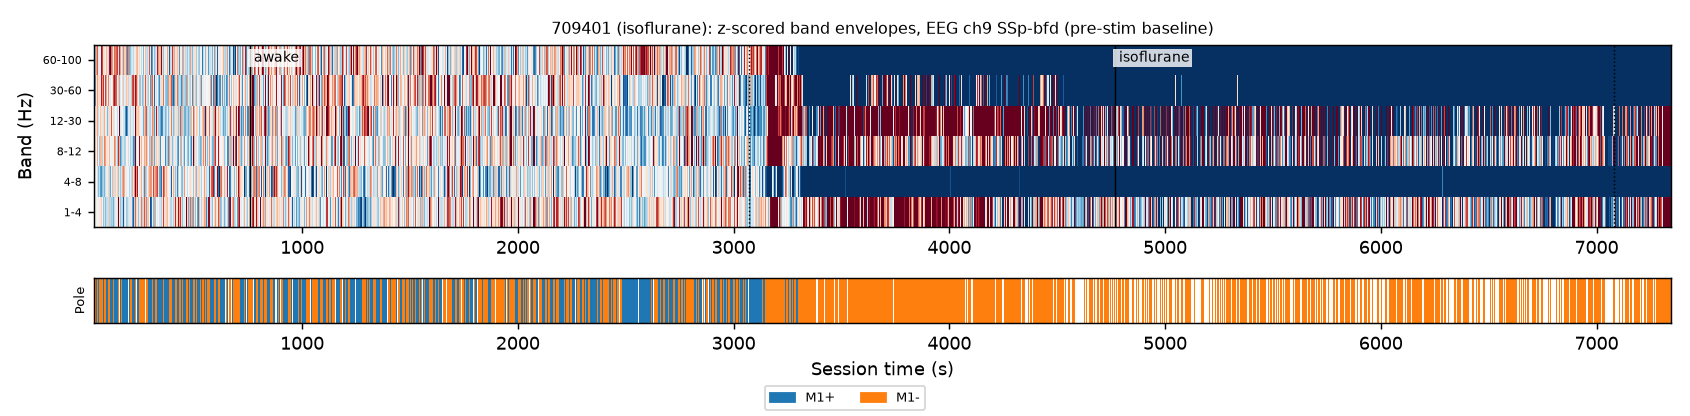 709401 (isoflurane): z-scored band envelopes, EEG ch9 SSp-bfd (pre-stim baseline)
Band (Hz)
60-100
30-60
12-30
8-12
4-8
1-4
awake
isoflurane
1000 2000 3000 4000 5000 6000 7000
Pole
1000 2000 3000 4000 5000 6000 7000
Session time (s)
M1+ M1-